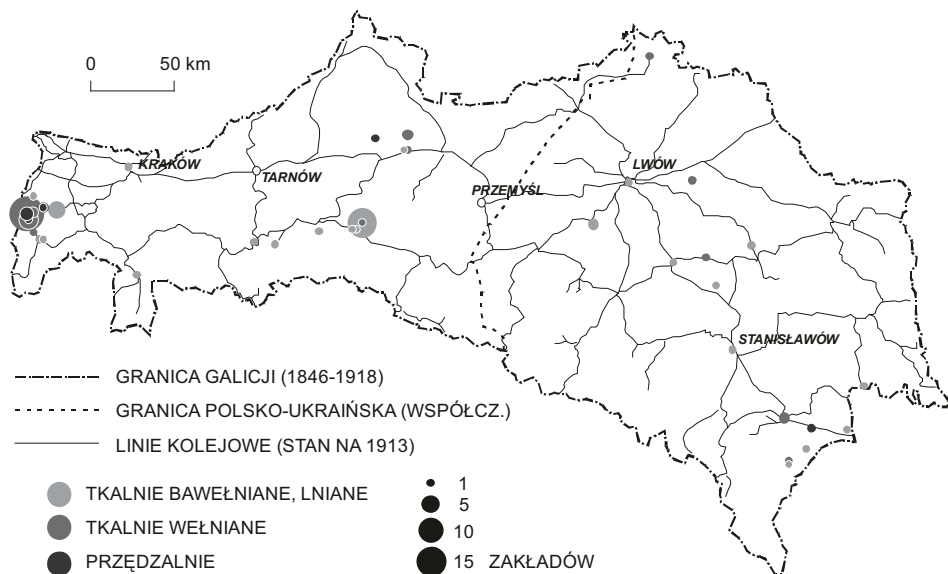 0 50 km
KRAKÓW
TARNÓW
PRZEMYŚL
LWÓW
STANISŁAWÓW
GRANICA GALICJI (1846-1918)
GRANICA POLSKO-UKRAIŃSKA (WSPÓŁCZ.)
LINIE KOLEJOWE (STAN NA 1913)
TKALNIE BAWEŁNIANE, LNIANE
TKALNIE WEŁNIANE
PRZĘDZALNIE
1
5
10
15 ZAKŁADÓW